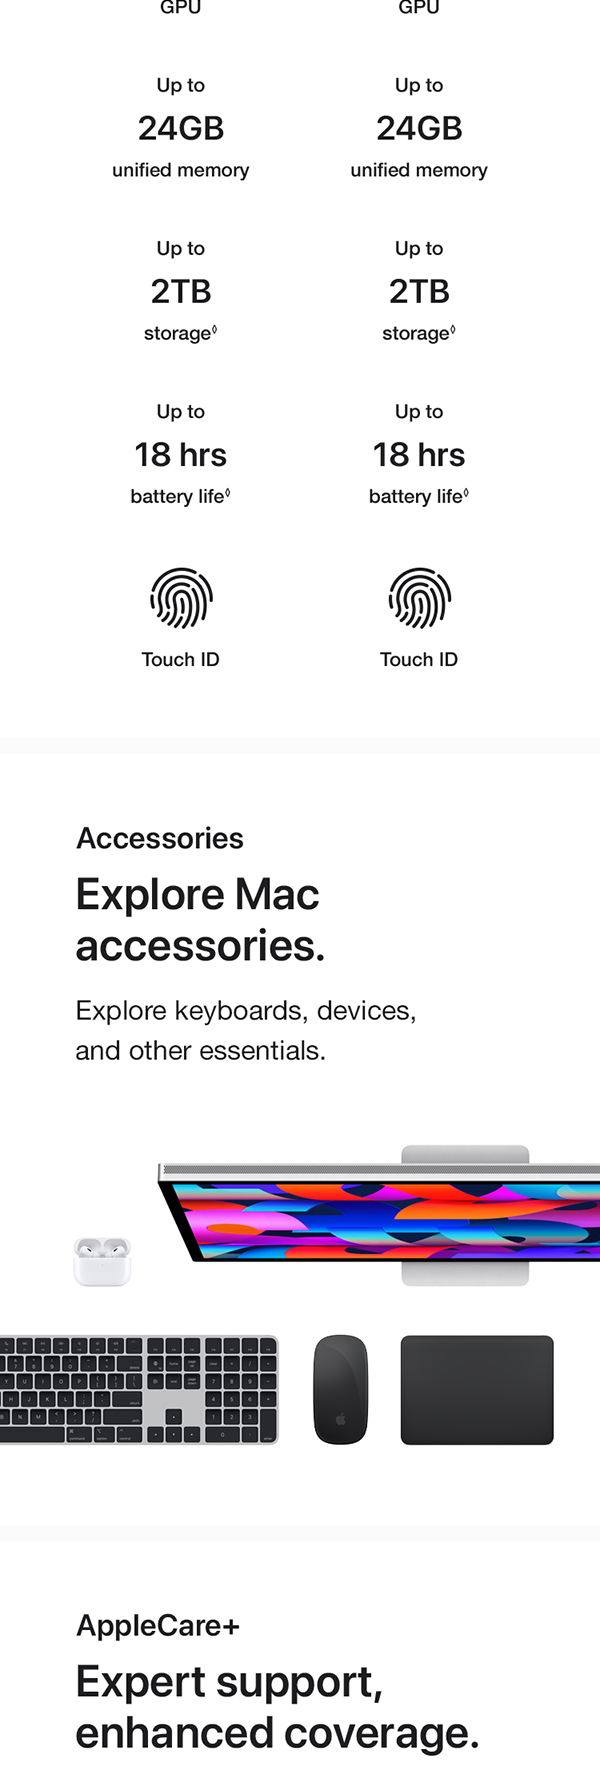 GPU GPU
Up to Up to
24GB 24GB
unified memory unified memory
Up to Up to
2TB 2TB
storage◊ storage◊
Up to Up to
18 hrs 18 hrs
battery life◊ battery life◊
Touch ID Touch ID
Accessories
Explore Mac
accessories.
Explore keyboards, devices,
and other essentials.
AppleCare+
Expert support,
enhanced coverage.